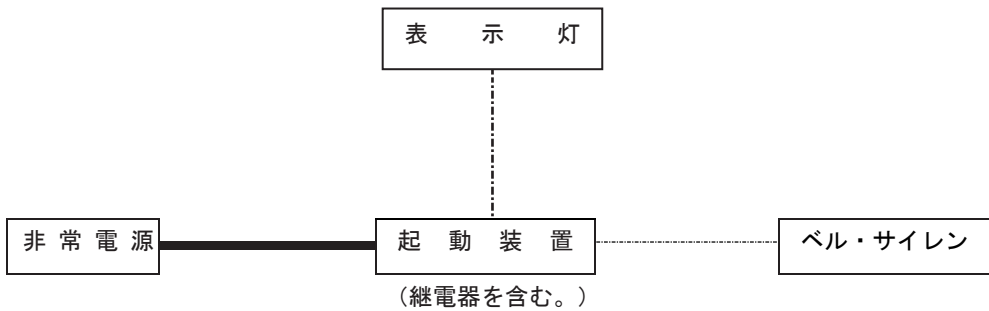 表示灯
非常電源
起動装置
ベル・サイレン
（継電器を含む。）